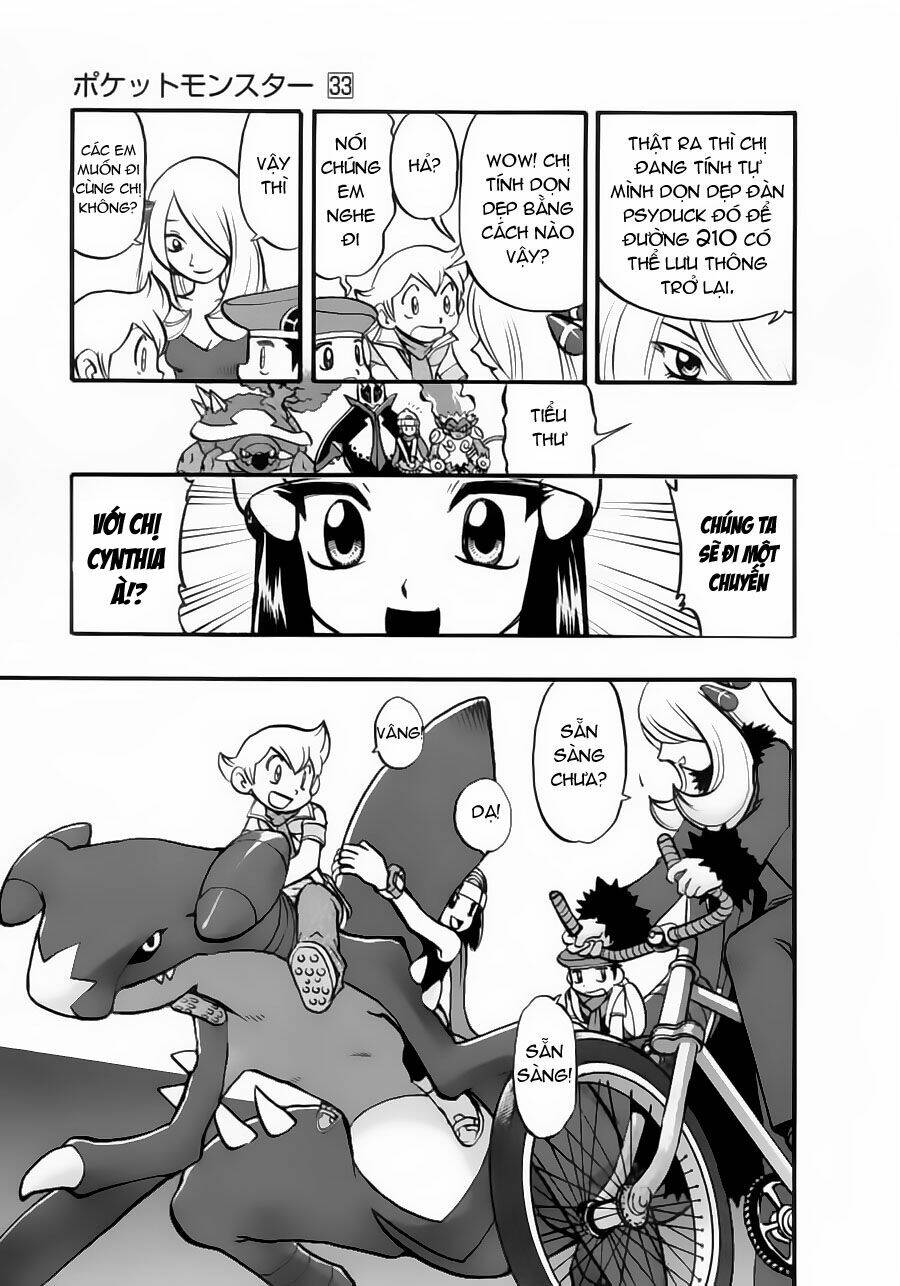 ポケットモンスター 33
THẬT RA THÌ CHỊ
ĐANG TÍNH TỰ
MÌNH DỌN DẸP ĐÀN
PSYDUCK ĐÓ ĐỂ
ĐƯỜNG 210 CÓ
THỂ LƯU THÔNG
TRỞ LẠI.
WOW! CHỊ
TÍNH DỌN
DẸP BẰNG
CÁCH NÀO
VẬY?
HẢ?
NÓI
CHÚNG
EM
NGHE
ĐI
VẬY
THÌ
CÁC EM
MUỐN ĐI
CÙNG CHỊ
KHÔNG?
TIỂU
THƯ
CHÚNG TA
SẼ ĐI MỘT
CHUYẾN
VỚI CHỊ
CYNTHIA
À!?
SẴN
SÀNG
CHƯA?
VÂNG!
DẠ!
SẴN
SÀNG!